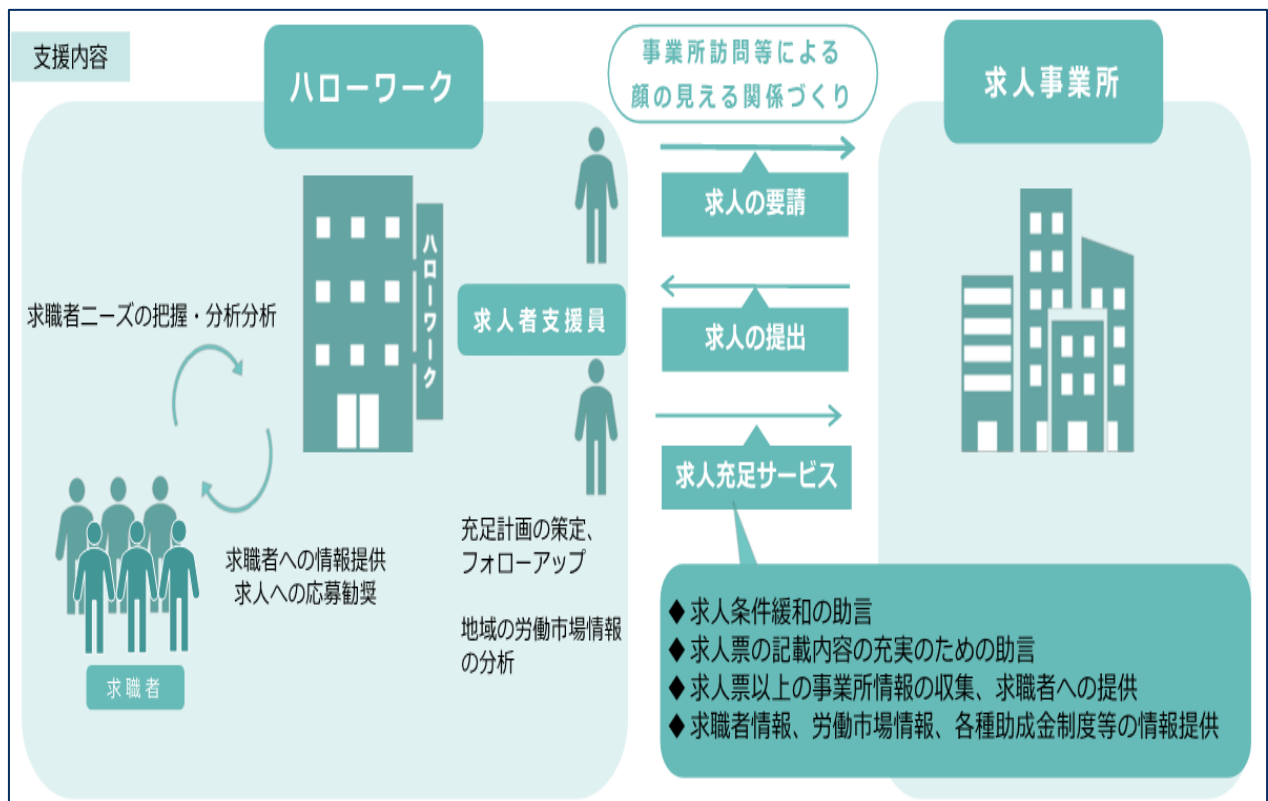 支援内容
ハローワーク
事業所訪問等による
顔の見える関係づくり
求人事業所
求人の要請
ハローワーク
求職者ニーズの把握・分析分析
求人者支援員
求人の提出
求人充足サービス
充足計画の策定、
フォローアップ
求職者への情報提供
求人への応募勧奨
地域の労働市場情報
の分析
求職者
◆求人条件緩和の助言
◆求人票の記載内容の充実のための助言
◆求人票以上の事業所情報の収集、求職者への提供
◆求職者情報、労働市場情報、各種助成金制度等の情報提供